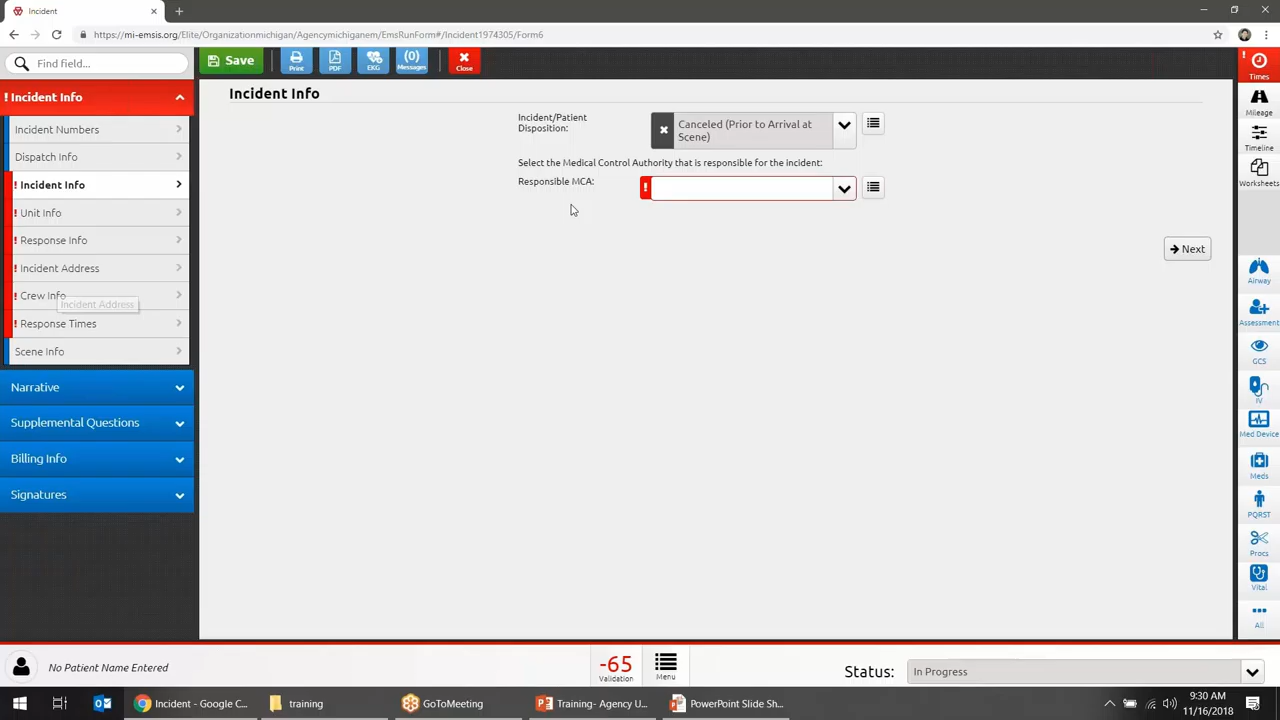 Incident
https://mi-emsis.org/Elite/Organizationmichigan/Agencymichiganem/EmsRunForm#/Incident1974305/Form6
Find field...
Save
Print
PDF
EKG
(0)
Messages
Close
! Incident Info
Incident Numbers
Dispatch Info
! Incident Info
! Unit Info
! Response Info
! Incident Address
! Crew Info
Incident Address
! Response Times
Scene Info
Narrative
Supplemental Questions
Billing Info
Signatures
Incident Info
Incident/Patient
Disposition:
Canceled (Prior to Arrival at
Scene)
Select the Medical Control Authority that is responsible for the incident:
Responsible MCA:
!
Next
!
Times
Mileage
Timeline
Worksheets
Airway
Assessment
GCS
IV
Med Device
Meds
PQRST
Procs
Vital
All
No Patient Name Entered
-65
Validation
Menu
Status:
In Progress
Incident - Google C...
training
GoToMeeting
Training- Agency U...
PowerPoint Slide Sh...
9:30 AM
11/16/2018